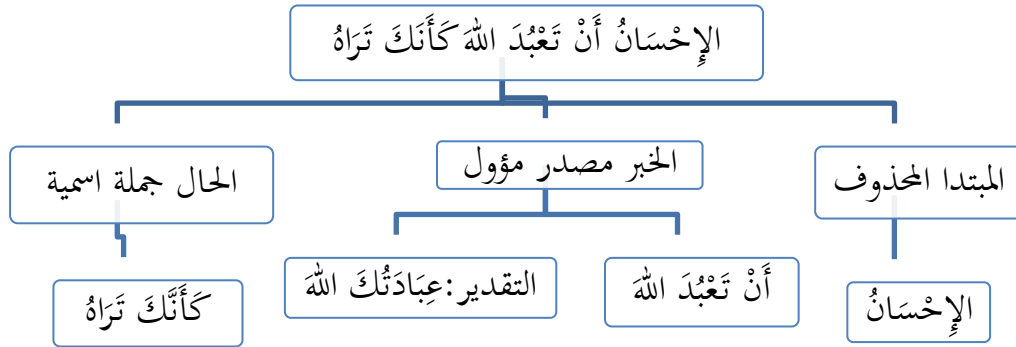 الإِحْسَانُ أَنْ تَعْبُدَ اللهَ كَأَنَكَ تَرَاهُ
المبتدا المحذوف
الخبر مصدر مؤول
الحال جملة اسمية
الإِحْسَانُ
أَنْ تَعْبُدَ اللهَ
التقدير:عِبَادَتُكَ اللهَ
كَأَنَّكَ تَرَاهُ